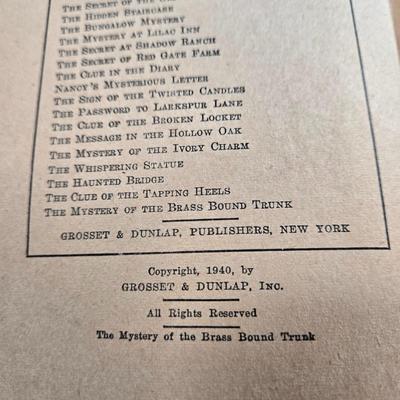 THE SECRET OF THE
THE HIDDEN STAIRCASE
THE BUNGALOW MYSTERY
THE MYSTERY AT LILAC INN
THE SECRET AT SHADOW RANCH
THE SECRET OF RED GATE FARM
THE CLUE IN THE DIARY
NANCY'S MYSTERIOUS LETTER
THE SIGN OF THE TWISTED CANDLES
THE PASSWORD TO LARKSPUR LANE
THE CLUE OF THE BROKEN LOCKET
THE MESSAGE IN THE HOLLOW OAK
THE MYSTERY OF THE IVORY CHARM
THE WHISPERING STATUE
THE HAUNTED BRIDGE
THE CLUE OF THE TAPPING HEELS
THE MYSTERY OF THE BRASS BOUND TRUNK
GROSSET & DUNLAP, PUBLISHERS, NEW YORK
Copyright, 1940, by
GROSSET & DUNLAP, INC.
All Rights Reserved
The Mystery of the Brass Bound Trunk